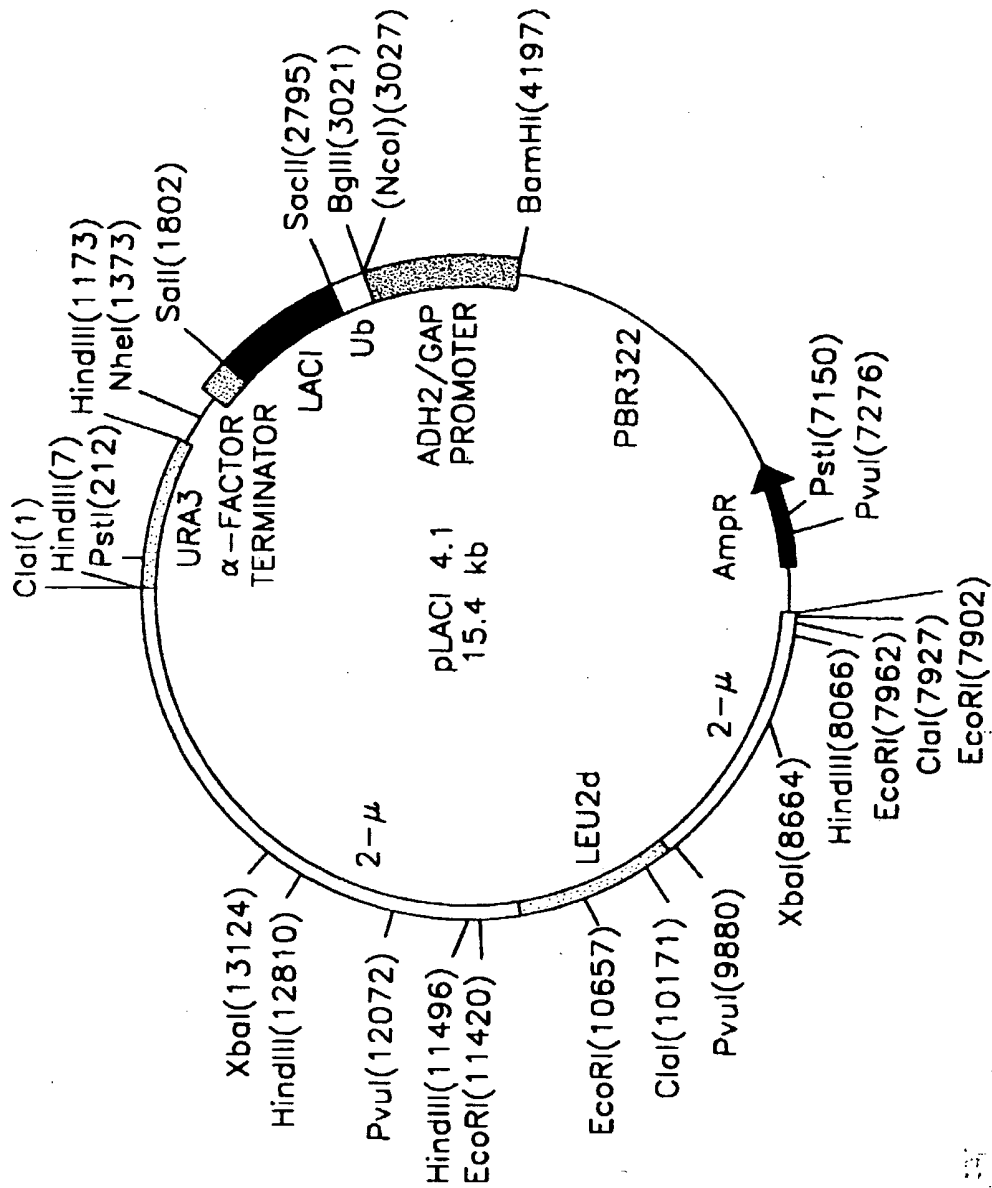 ClaI(1)
HindIII(7)
PstI(212)
HindIII(1173)
NheI(1373)
SalI(1802)
SacII(2795)
BglII(3021)
(NcoI)(3027)
BamHI(4197)
URA3
α-FACTOR
TERMINATOR
LACI
Ub
ADH2/GAP
PROMOTER
PBR322
pLACI 4.1
15.4 kb
AmpR
PstI(7150)
PvuI(7276)
EcoRI(7902)
ClaI(7927)
EcoRI(7962)
HindIII(8066)
XbaI(8664)
2-μ
PvuI(9880)
ClaI(10171)
EcoRI(10657)
LEU2d
EcoRI(11420)
HindIII(11496)
PvuI(12072)
HindIII(12810)
XbaI(13124)
2-μ